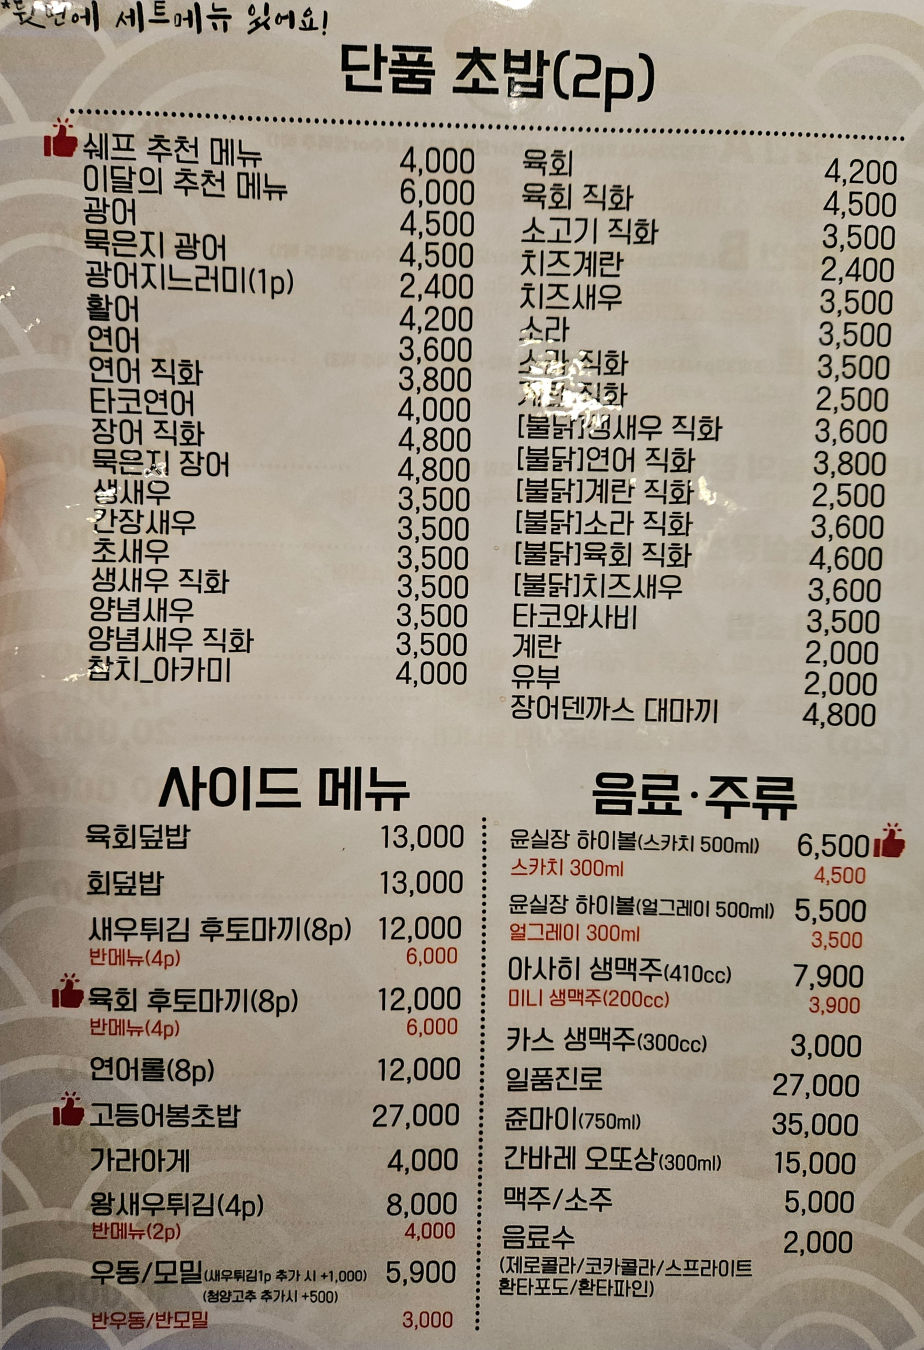 *뒷면에 세트메뉴 있어요!
단품 초밥(2p)
쉐프 추천 메뉴 4,000
이달의 추천 메뉴 6,000
광어 4,500
묵은지 광어 4,500
광어지느러미(1p) 2,400
활어 4,200
연어 3,600
연어 직화 3,800
타코연어 4,000
장어 직화 4,800
묵은지 장어 4,800
생새우 3,500
간장새우 3,500
초새우 3,500
생새우 직화 3,500
양념새우 3,500
양념새우 직화 3,500
참치_아카미 4,000
육회 4,200
육회 직화 4,500
소고기 직화 3,500
치즈계란 2,400
치즈새우 3,500
소라 3,500
소라 직화 3,500
계란 직화 2,500
[불닭]생새우 직화 3,600
[불닭]연어 직화 3,800
[불닭]계란 직화 2,500
[불닭]소라 직화 3,600
[불닭]육회 직화 4,600
[불닭]치즈새우 3,600
타코와사비 3,500
계란 2,000
유부 2,000
장어덴까스 대마끼 4,800
사이드 메뉴
육회덮밥 13,000
회덮밥 13,000
새우튀김 후토마끼(8p) 12,000
반메뉴(4p) 6,000
육회 후토마끼(8p) 12,000
반메뉴(4p) 6,000
연어롤(8p) 12,000
고등어봉초밥 27,000
가라아게 4,000
왕새우튀김(4p) 8,000
반메뉴(2p) 4,000
우동/모밀(새우튀김1p 추가 시 +1,000) 5,900
(청양고추 추가시 +500)
반우동/반모밀 3,000
음료·주류
윤실장 하이볼(스카치 500ml) 6,500
스카치 300ml 4,500
윤실장 하이볼(얼그레이 500ml) 5,500
얼그레이 300ml 3,500
아사히 생맥주(410cc) 7,900
미니 생맥주(200cc) 3,900
카스 생맥주(300cc) 3,000
일품진로 27,000
쥰마이(750ml) 35,000
간바레 오또상(300ml) 15,000
맥주/소주 5,000
음료수 2,000
(제로콜라/코카콜라/스프라이트
환타포도/환타파인)